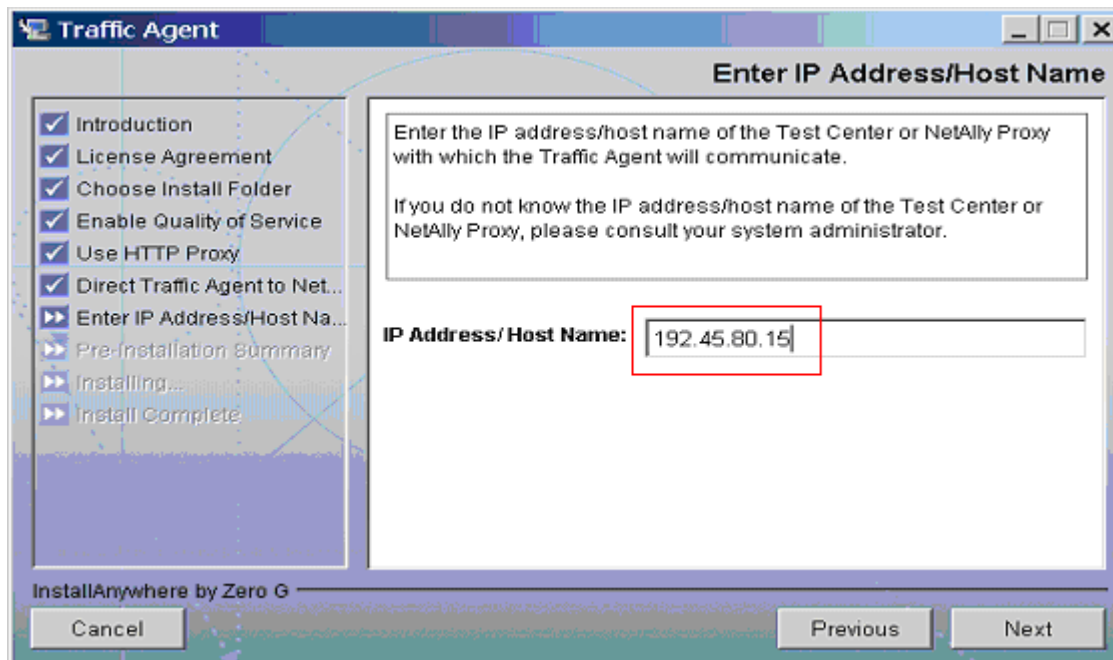 Traffic Agent
Enter IP Address/Host Name
Introduction
License Agreement
Choose Install Folder
Enable Quality of Service
Use HTTP Proxy
Direct Traffic Agent to Net...
Enter IP Address/Host Na...
Pre-Installation Summary
Installing...
Install Complete
Enter the IP address/host name of the Test Center or NetAlly Proxy
with which the Traffic Agent will communicate.
If you do not know the IP address/host name of the Test Center or
NetAlly Proxy, please consult your system administrator.
IP Address/Host Name: 192.45.80.15
InstallAnywhere by Zero G
Cancel Previous Next